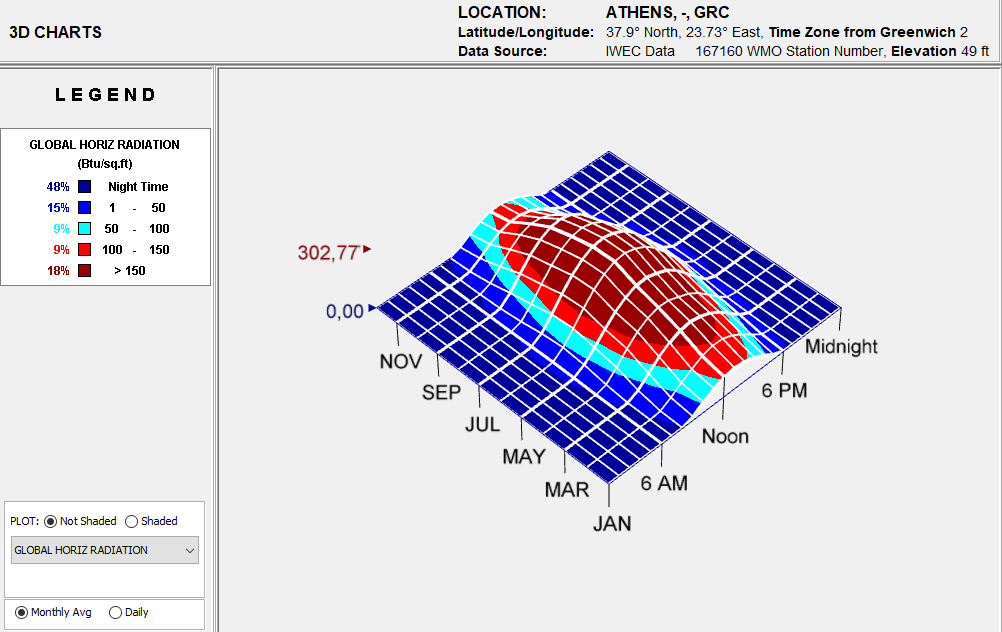 3D CHARTS
LOCATION: ATHENS, -, GRC
Latitude/Longitude: 37.9° North, 23.73° East, Time Zone from Greenwich 2
Data Source: IWEC Data 167160 WMO Station Number, Elevation 49 ft
LEGEND
GLOBAL HORIZ RADIATION
(Btu/sq.ft)
48% Night Time
15% 1 - 50
9% 50 - 100
9% 100 - 150
18% > 150
302,77
0,00
NOV
SEP
JUL
MAY
MAR
JAN
6 AM
Noon
6 PM
Midnight
PLOT: Not Shaded Shaded
GLOBAL HORIZ RADIATION
Monthly Avg Daily